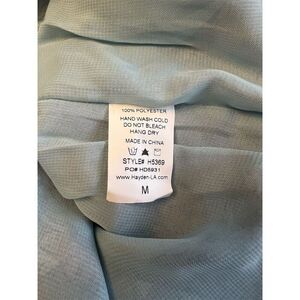 100% POLYESTER
HAND WASH COLD
DO NOT BLEACH
HANG DRY
MADE IN CHINA
STYLE# H5369
PO# HD6931
www.Hayden-LA.com
M